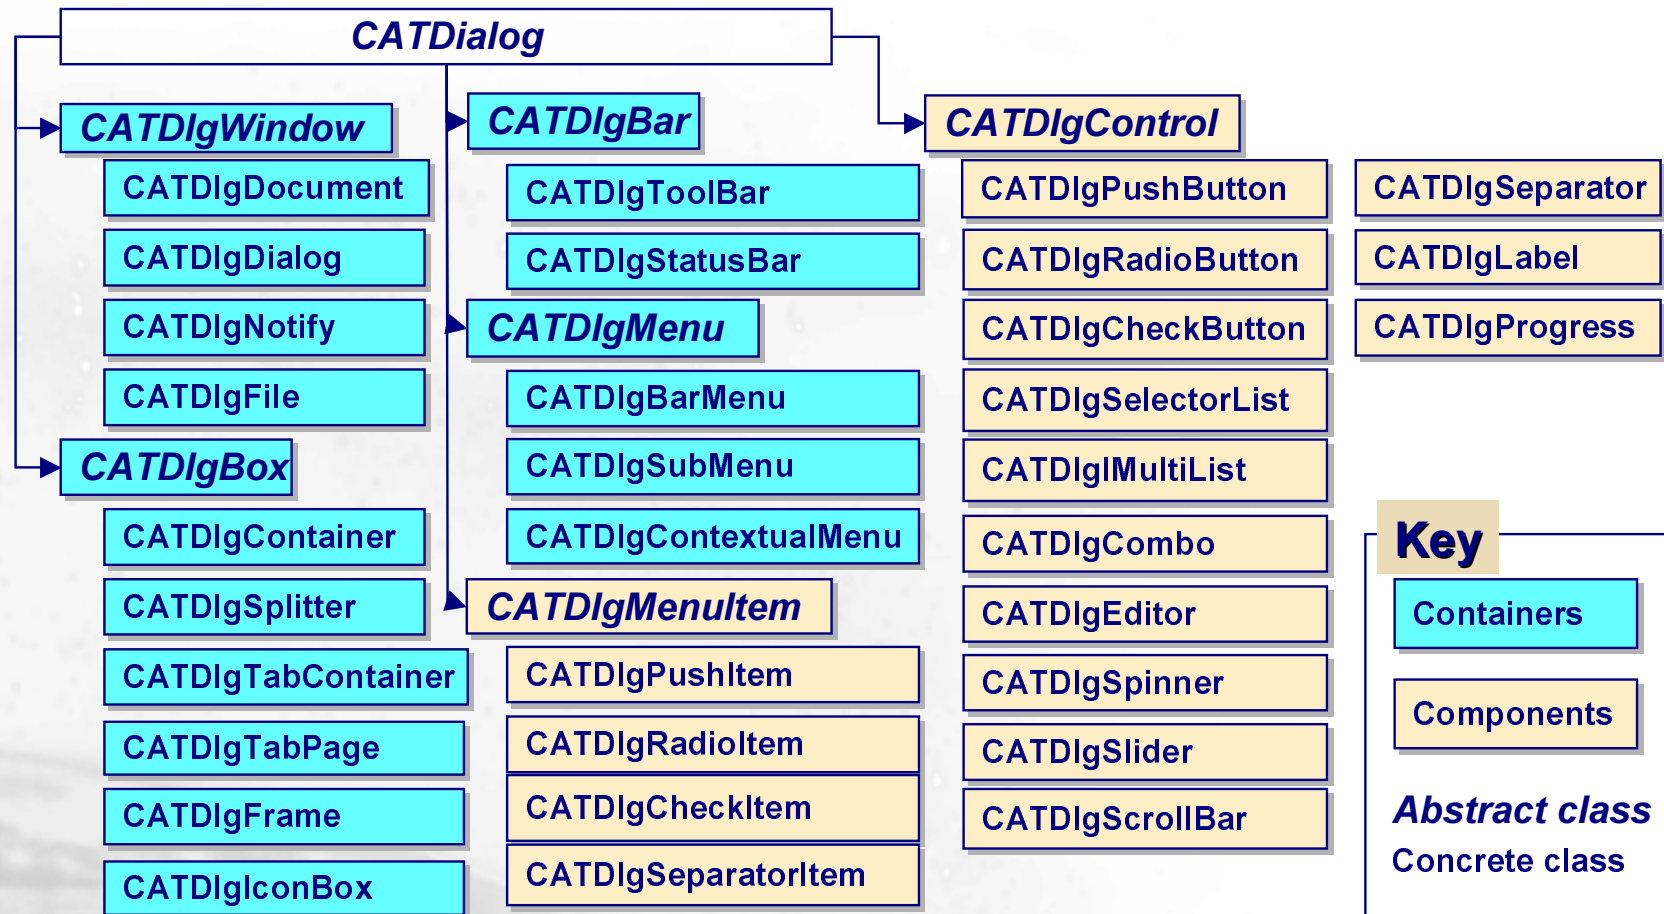 CATDialog
CATDlgWindow
CATDlgDocument
CATDlgDialog
CATDlgNotify
CATDlgFile
CATDlgBox
CATDlgContainer
CATDlgSplitter
CATDlgTabContainer
CATDlgTabPage
CATDlgFrame
CATDlgIconBox
CATDlgBar
CATDlgToolBar
CATDlgStatusBar
CATDlgMenu
CATDlgBarMenu
CATDlgSubMenu
CATDlgContextualMenu
CATDlgMenuItem
CATDlgPushItem
CATDlgRadioItem
CATDlgCheckItem
CATDlgSeparatorItem
CATDlgControl
CATDlgPushButton
CATDlgRadioButton
CATDlgCheckButton
CATDlgSelectorList
CATDlgIMultiList
CATDlgCombo
CATDlgEditor
CATDlgSpinner
CATDlgSlider
CATDlgScrollBar
CATDlgSeparator
CATDlgLabel
CATDlgProgress
Key
Containers
Components
Abstract class
Concrete class